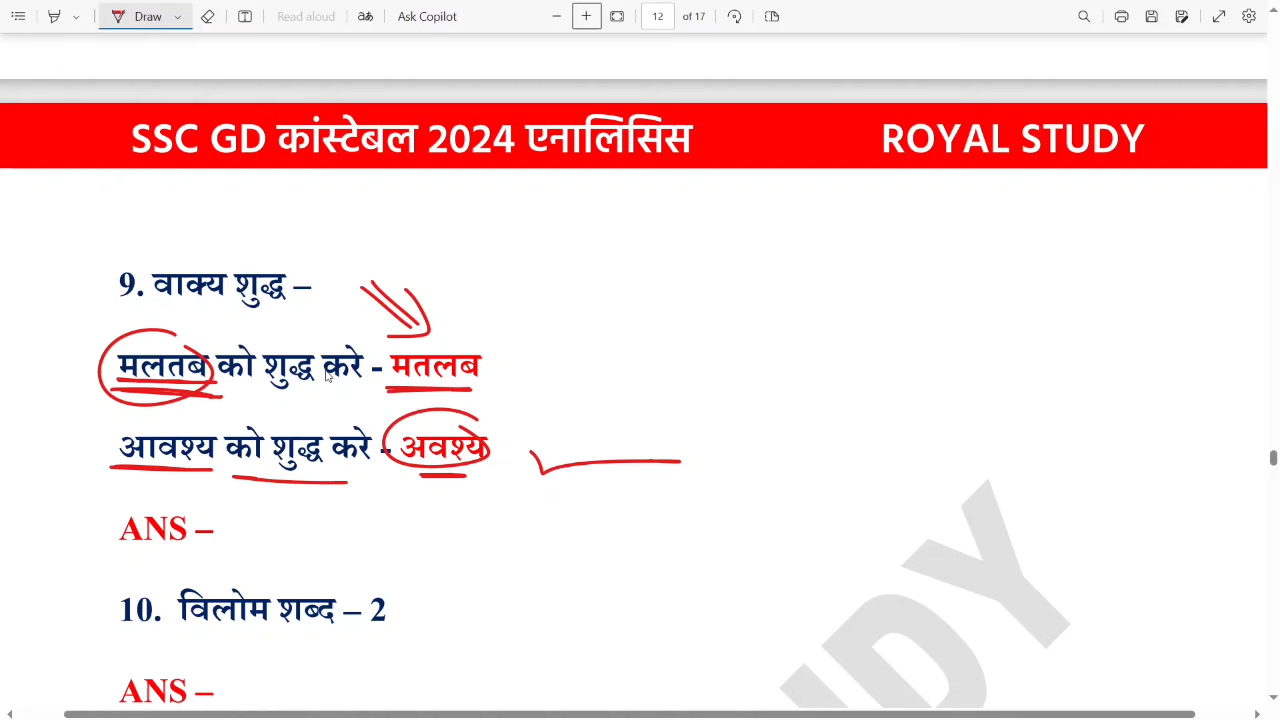 Draw
Read aloud
Ask Copilot
12 of 17
SSC GD कांस्टेबल 2024 एनालिसिस ROYAL STUDY
9. वाक्य शुद्ध –
मलतब को शुद्ध करे - मतलब
आवश्य को शुद्ध करे - अवश्ये
ANS –
10. विलोम शब्द – 2
ANS –
DY